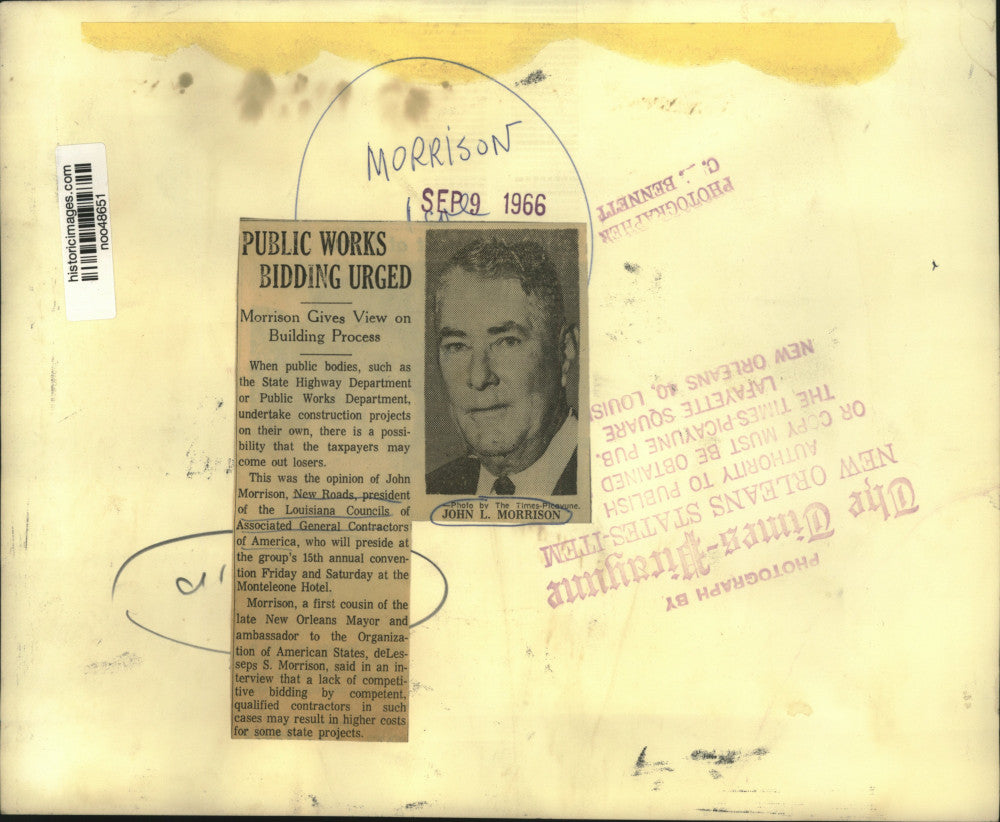 MORRISON
SEP 9 1966
historicimages.com
noo48651
PUBLIC WORKS
BIDDING URGED
Morrison Gives View on
Building Process
When public bodies, such as
the State Highway Department
or Public Works Department,
undertake construction projects
on their own, there is a possi-
bility that the taxpayers may
come out losers.
This was the opinion of John
Morrison, New Roads, president
of the Louisiana Councils of
Associated General Contractors
of America, who will preside at
the group's 15th annual conven-
tion Friday and Saturday at the
Monteleone Hotel.
Morrison, a first cousin of the
late New Orleans Mayor and
ambassador to the Organiza-
tion of American States, deLes-
seps S. Morrison, said in an in-
terview that a lack of competi-
tive bidding by competent,
qualified contractors in such
cases may result in higher costs
for some state projects.
—Photo by The Times-Picayune.
JOHN L. MORRISON
PHOTOGRAPHER
BENNETT
PHOTOGRAPH BY
The Times-Picayune
NEW ORLEANS STATES-ITEM
AUTHORITY TO PUBLISH
OR COPY MUST BE OBTAINED
THE TIMES-PICAYUNE PUB.
LAFAYETTE SQUARE
NEW ORLEANS 40, LOUIS